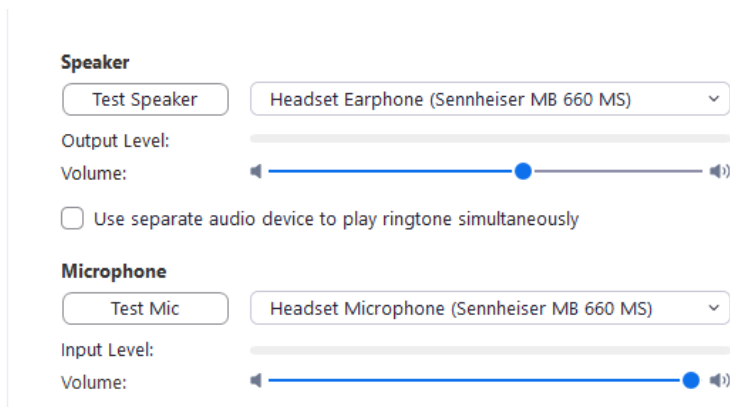 Speaker
Test Speaker Headset Earphone (Sennheiser MB 660 MS)
Output Level:
Volume:
Use separate audio device to play ringtone simultaneously
Microphone
Test Mic Headset Microphone (Sennheiser MB 660 MS)
Input Level:
Volume: